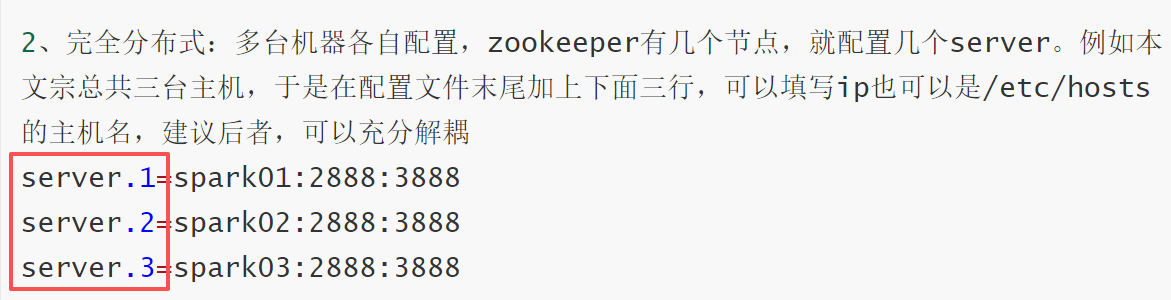 2、完全分布式：多台机器各自配置，zookeeper有几个节点，就配置几个server。例如本
文宗总共三台主机，于是在配置文件末尾加上下面三行，可以填写ip也可以是/etc/hosts
的主机名，建议后者，可以充分解耦
server.1=spark01:2888:3888
server.2=spark02:2888:3888
server.3=spark03:2888:3888